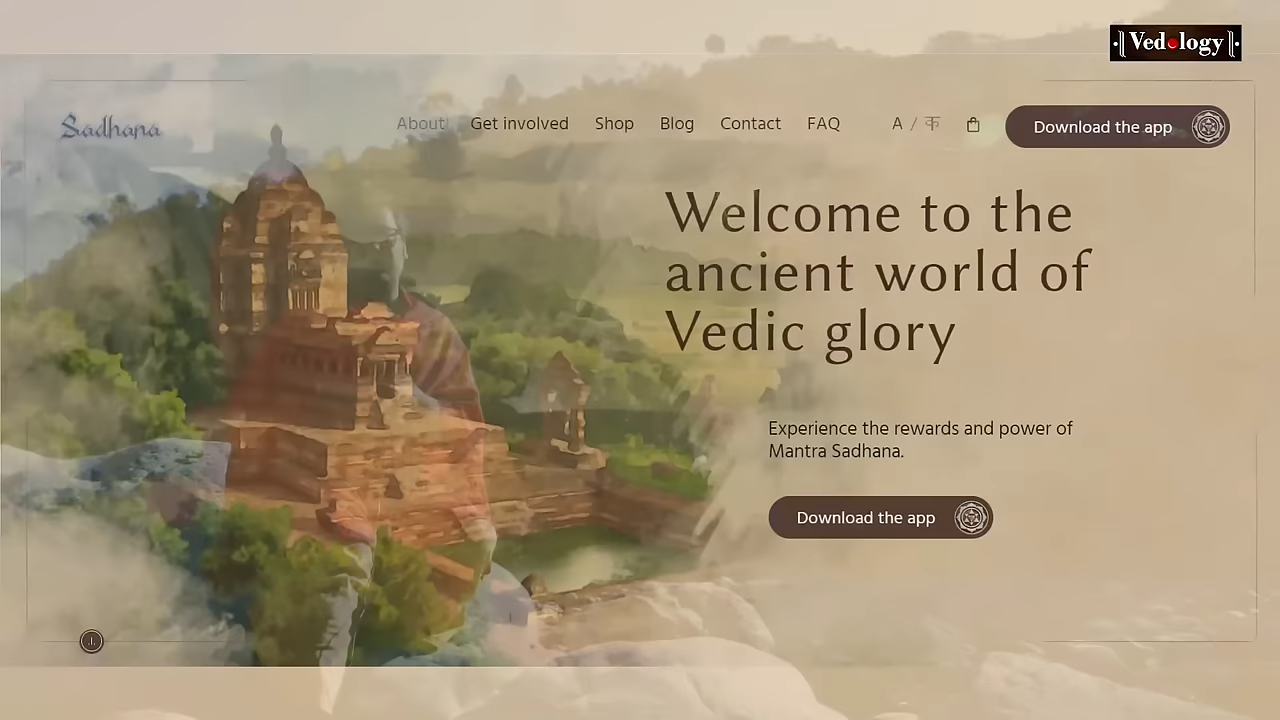 Vedology
Sadhana
About Get involved Shop Blog Contact FAQ A / क Download the app
Welcome to the
ancient world of
Vedic glory
Experience the rewards and power of
Mantra Sadhana.
Download the app